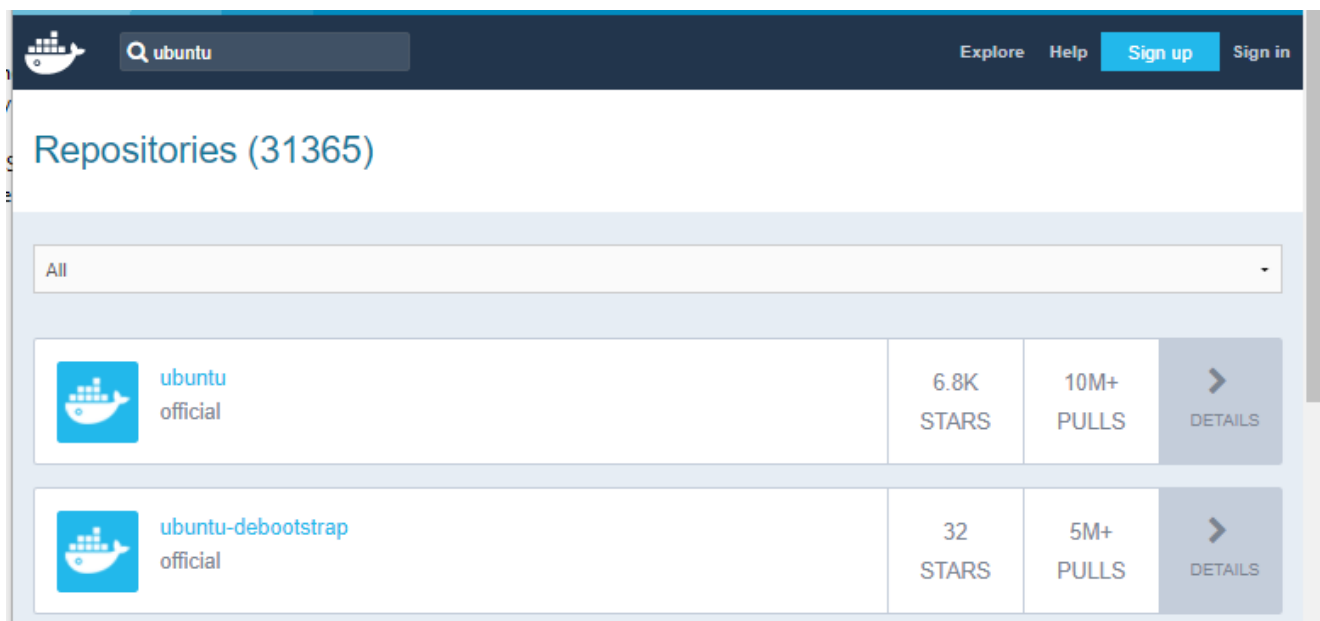 ubuntu Explore Help Sign up Sign in
Repositories (31365)
All
ubuntu
official
6.8K
STARS
10M+
PULLS
DETAILS
ubuntu-debootstrap
official
32
STARS
5M+
PULLS
DETAILS